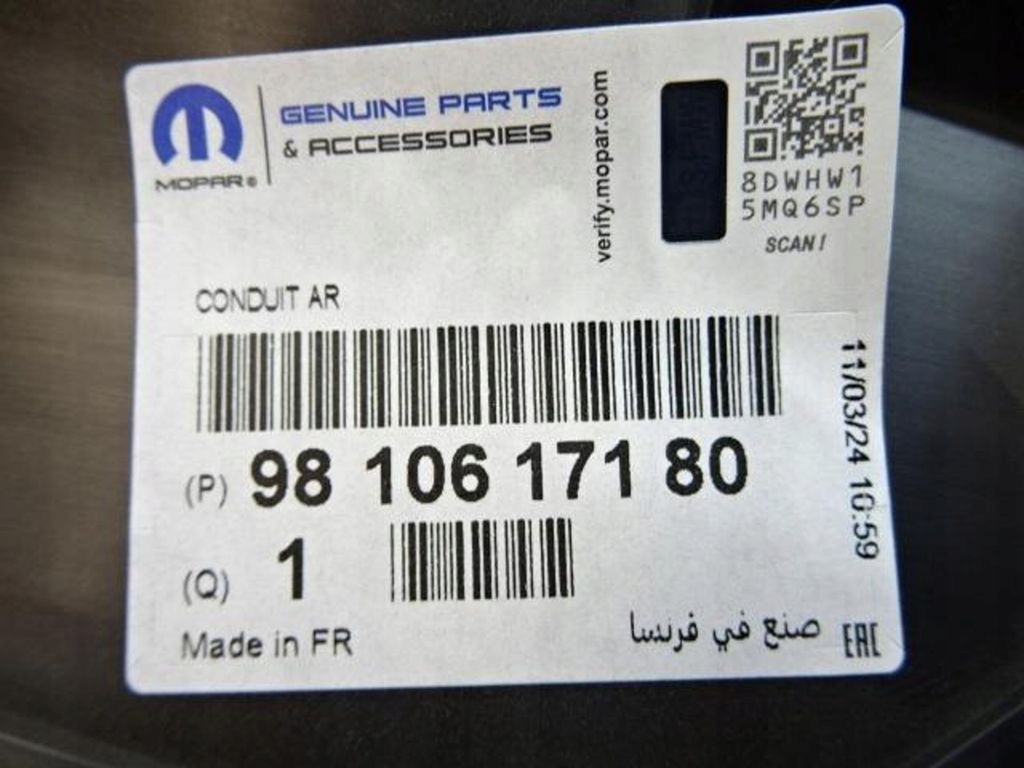 MOPAR®
GENUINE PARTS
& ACCESSORIES
verify.mopar.com
8DWHW1
5MQ6SP
SCAN!
CONDUIT AR
11/03/24 10:59
(P) 98 106 171 80
(Q) 1
Made in FR
صنع في فرنسا
EAC